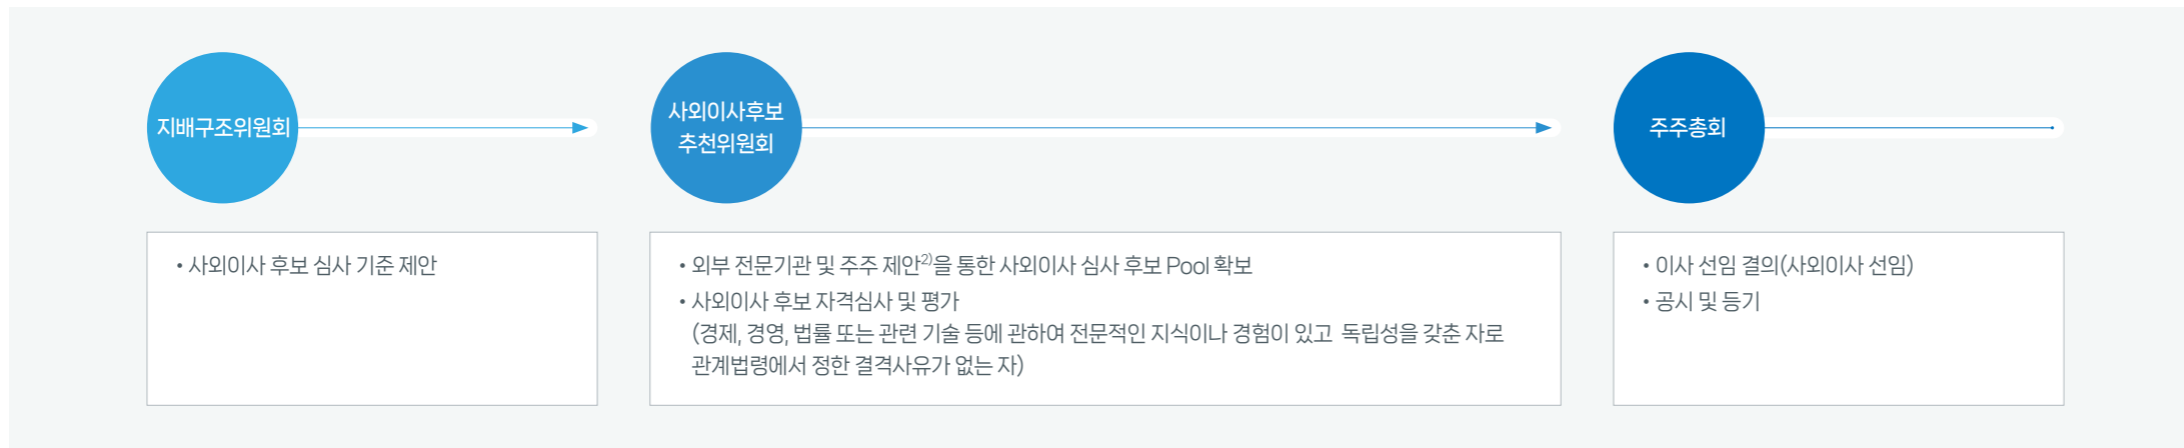 지배구조위원회
• 사외이사 후보 심사 기준 제안
사외이사후보
추천위원회
• 외부 전문기관 및 주주 제안2)을 통한 사외이사 심사 후보 Pool 확보
• 사외이사 후보 자격심사 및 평가
(경제, 경영, 법률 또는 관련 기술 등에 관하여 전문적인 지식이나 경험이 있고 독립성을 갖춘 자로
관계법령에서 정한 결격사유가 없는 자)
주주총회
• 이사 선임 결의(사외이사 선임)
• 공시 및 등기